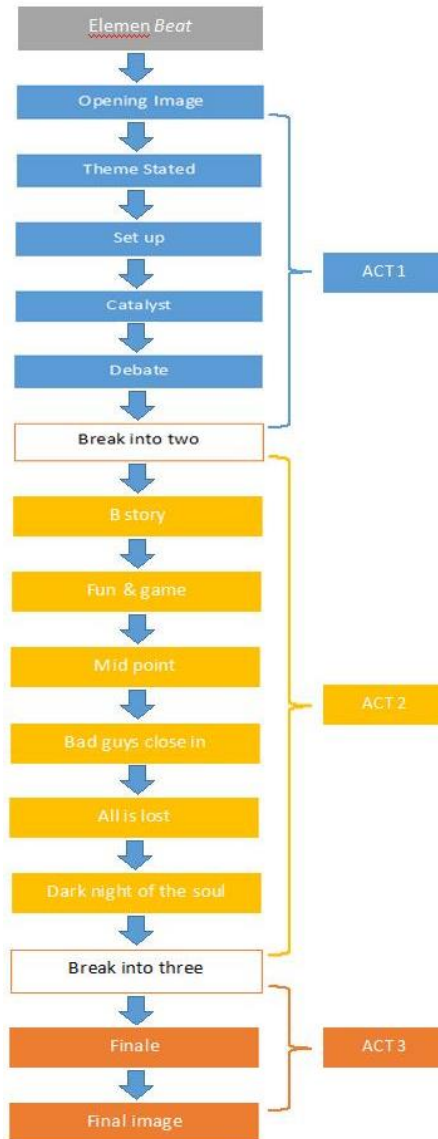 Elemen Beat
Opening Image
Theme Stated
Set up
ACT 1
Catalyst
Debate
Break into two
B story
Fun & game
Mid point
ACT 2
Bad guys close in
All is lost
Dark night of the soul
Break into three
Finale
ACT 3
Final image